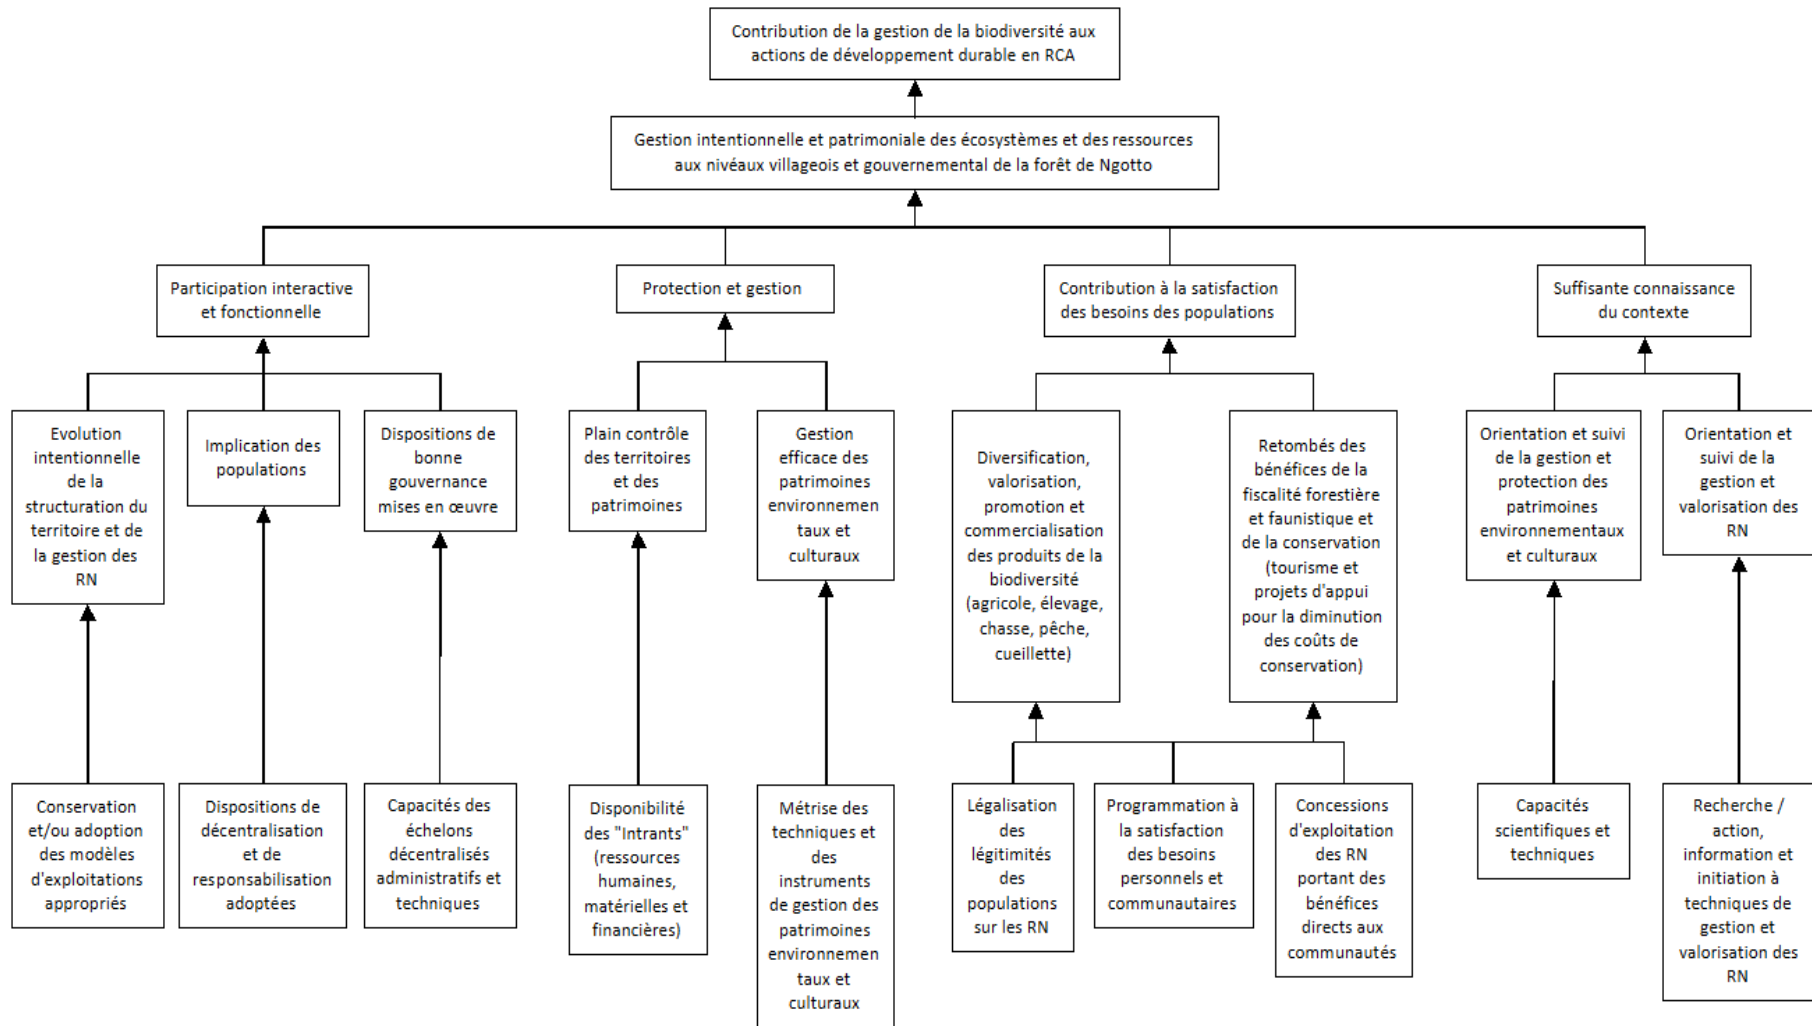 Contribution de la gestion de la biodiversité aux
actions de développement durable en RCA
Gestion intentionnelle et patrimoniale des écosystèmes et des ressources
aux nivéaux villageois et gouvernemental de la forêt de Ngotto
Participation interactive
et fonctionnelle
Protection et gestion
Contribution à la satisfaction
des besoins des populations
Suffisante connaissance
du contexte
Evolution
intentionnelle
de la
structuration du
territoire et de
la gestion des
RN
Implication des
populations
Dispositions de
bonne
gouvernance
mises en œuvre
Plain contrôle
des territoires
et des
patrimoines
Gestion
efficace des
patrimoines
environnemen
taux et
culturaux
Diversification,
valorisation,
promotion et
commercialisation
des produits de la
biodiversité
(agricole, élevage,
chasse, pêche,
cueillette)
Retombés des
bénéfices de la
fiscalité forestière
et faunistique et
de la conservation
(tourisme et
projets d'appui
pour la diminution
des coûts de
conservation)
Orientation et suivi
de la gestion et
protection des
patrimoines
environnementaux
et culturaux
Orientation et
suivi de la
gestion et
valorisation des
RN
Conservation
et/ou adoption
des modèles
d'exploitations
appropriés
Dispositions de
décentralisation
et de
responsabilisation
adoptées
Capacités des
échelons
décentralisés
administratifs et
techniques
Disponibilité
des "Intrants"
(ressources
humaines,
matérielles et
financières)
Métrise des
techniques et
des
instruments
de gestion des
patrimoines
environnemen
taux et
culturaux
Légalisation
des
légitimités
des
populations
sur les RN
Programmation à
la satisfaction
des besoins
personnels et
communautaires
Concessions
d'exploitation
des RN
portant des
bénéfices
directs aux
communautés
Capacités
scientifiques et
techniques
Recherche /
action,
information et
initiation à
techniques de
gestion et
valorisation des
RN